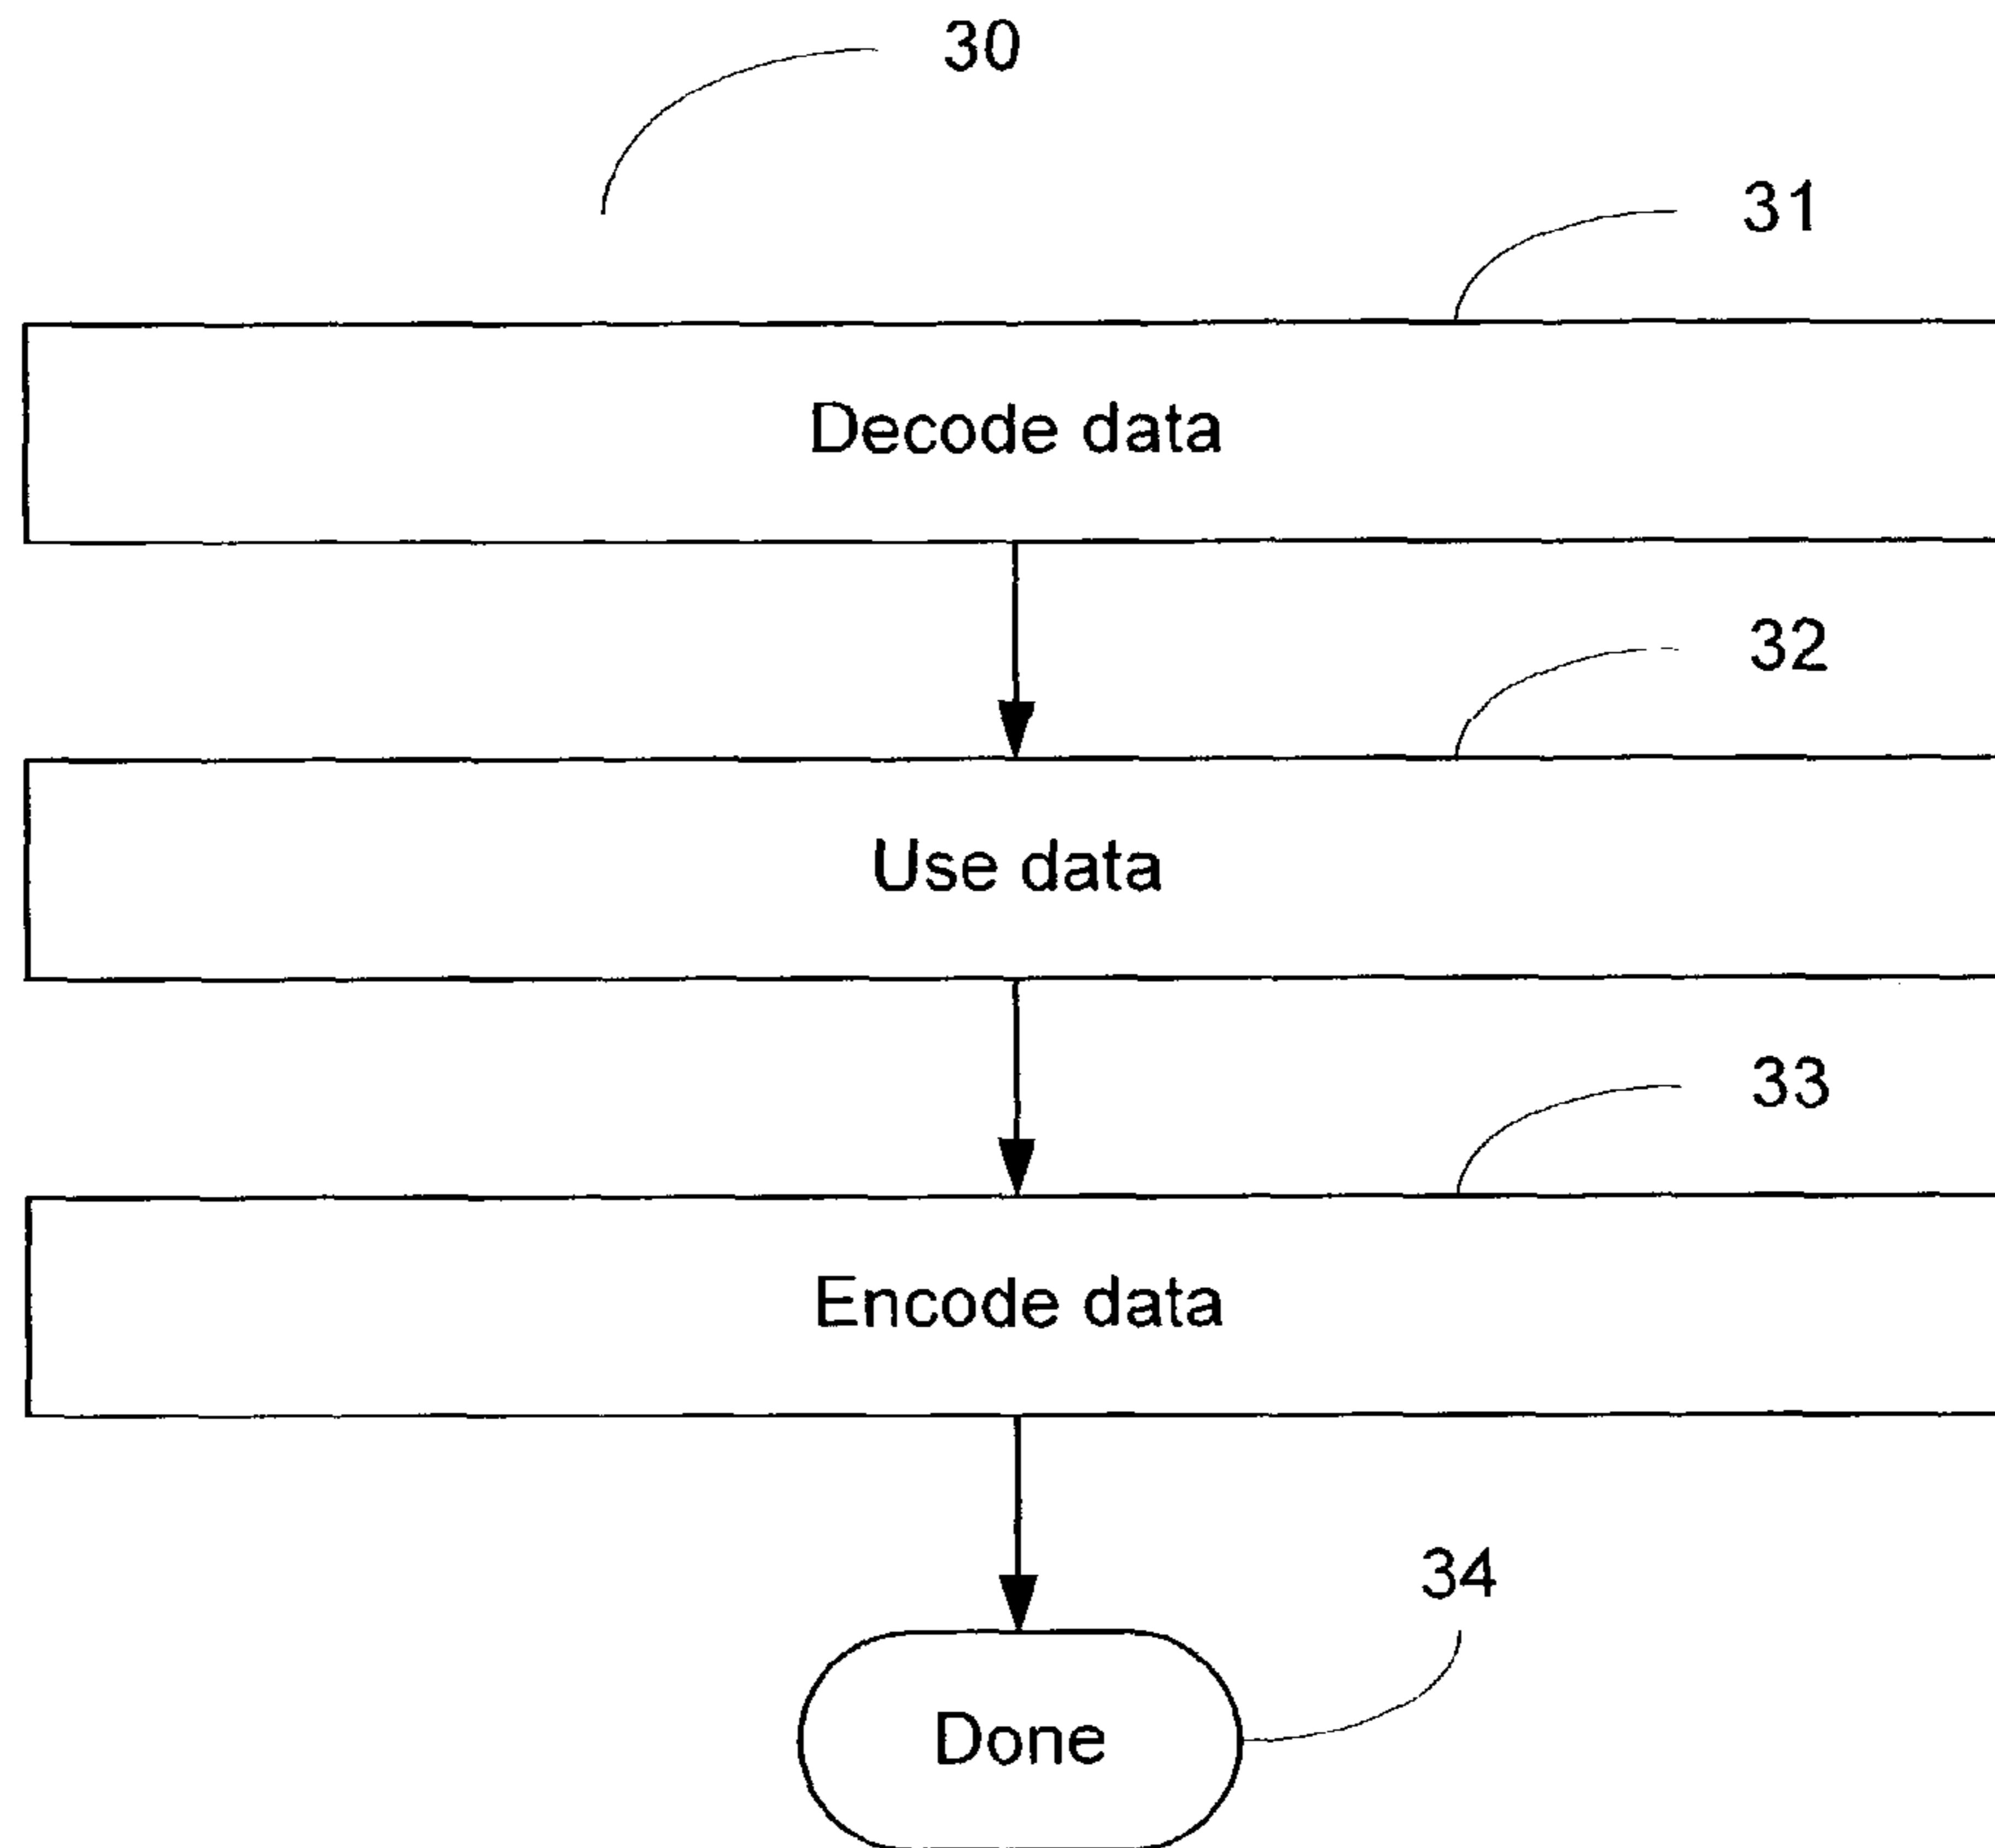 30
31
Decode data
32
Use data
33
Encode data
34
Done